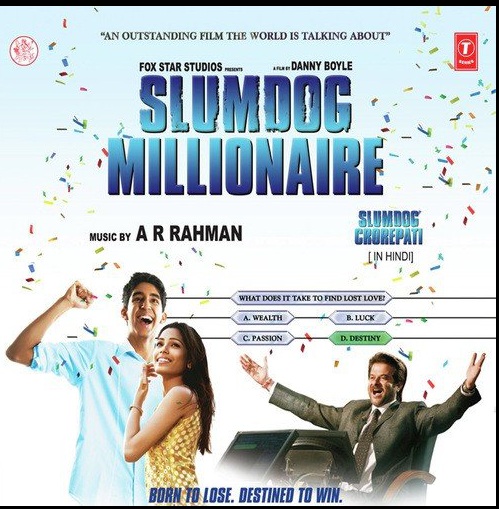 "AN OUTSTANDING FILM THE WORLD IS TALKING ABOUT"
T
SERIES
FOX STAR STUDIOS PRESENTS A FILM BY DANNY BOYLE
SLUMDOG
MILLIONAIRE
MUSIC BY A R RAHMAN
SLUMDOG
CROREPATI
[ IN HINDI]
WHAT DOES IT TAKE TO FIND LOST LOVE?
A. WEALTH B. LUCK
C. PASSION D. DESTINY
BORN TO LOSE. DESTINED TO WIN.